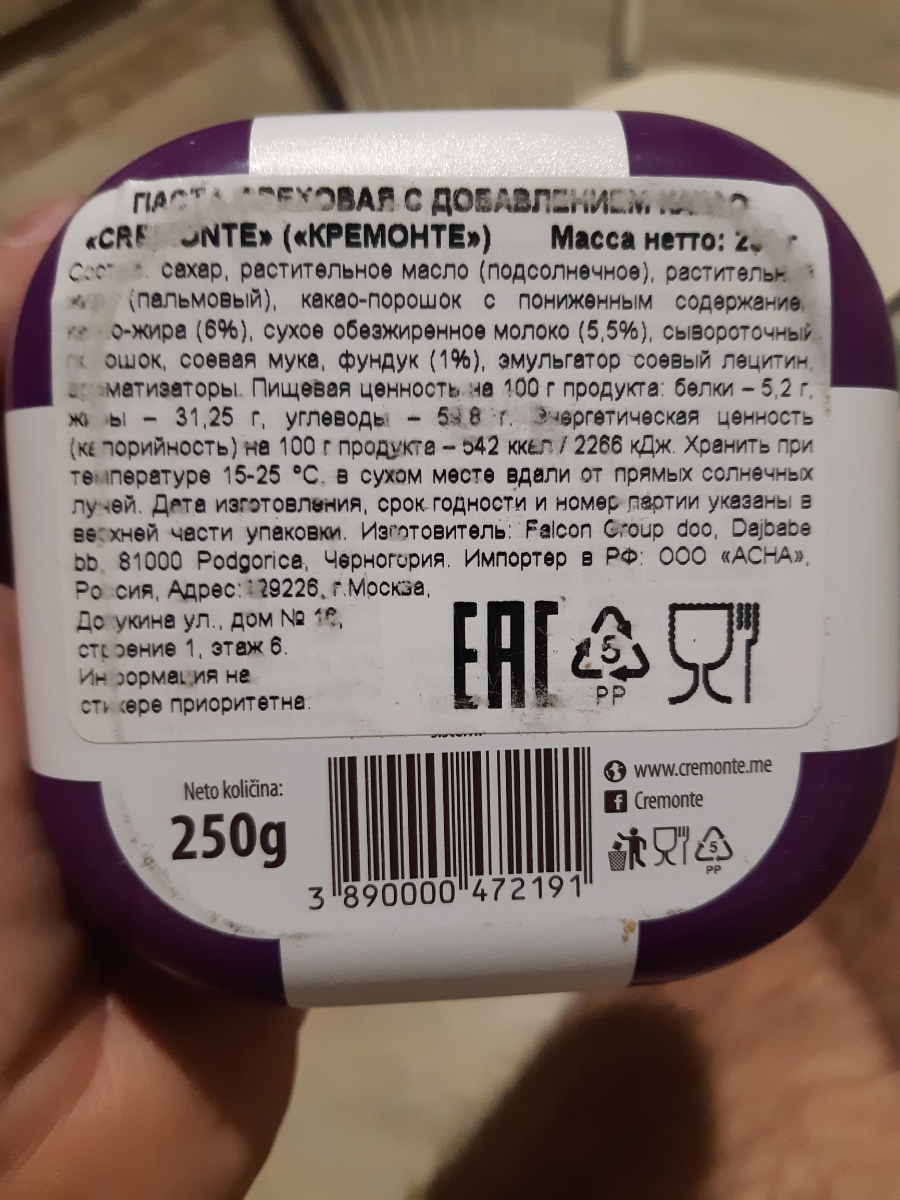 ПАСТА ОРЕХОВАЯ С ДОБАВЛЕНИЕМ КАКАО
«CREMONTE» («КРЕМОНТЕ») Масса нетто:
Состав: сахар, растительное масло (подсолнечное), растительный
жир (пальмовый), какао-порошок с пониженным содержание
какао-жира (6%), сухое обезжиренное молоко (5,5%), сывороточный
порошок, соевая мука, фундук (1%), эмульгатор соевый лецитин,
ароматизаторы. Пищевая ценность на 100 г продукта: белки – 5,2 г,
жиры – 31,25 г, углеводы – г. Энергетическая ценность
(калорийность) на 100 г продукта – 542 ккал / 2266 кДж. Хранить при
температуре 15-25 °С в сухом месте вдали от прямых солнечных
лучей. Дата изготовления, срок годности и номер партии указаны в
верхней части упаковки. Изготовитель: Falcon Group doo, Dajbabe
bb, 81000 Podgorica, Черногория. Импортер в РФ: ООО «АСНА»,
Россия, Адрес: 129226, г.Москва,
Докукина ул., дом № 16,
строение 1, этаж 6.
Информация на
стикере приоритетна.
EAC
5
PP
Neto količina:
250g
3 890000 472191
www.cremonte.me
Cremonte
5
PP